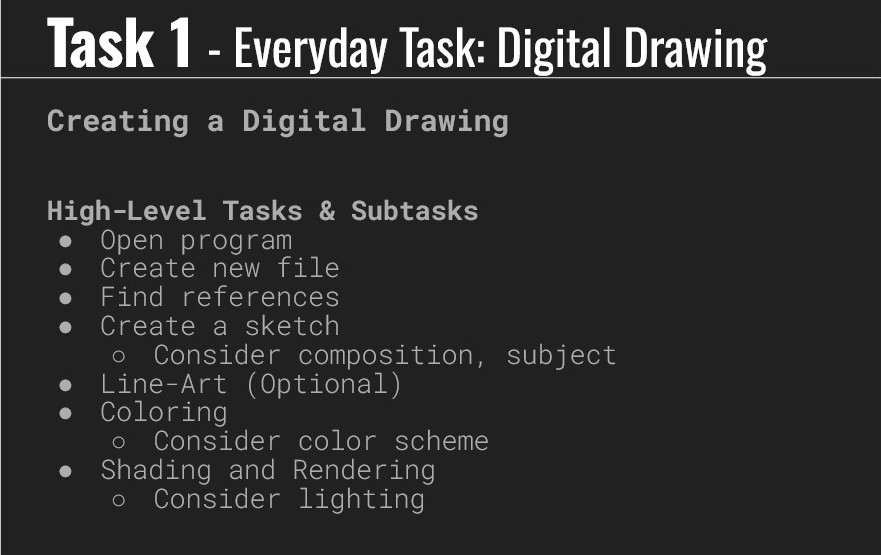 Task 1 - Everyday Task: Digital Drawing
Creating a Digital Drawing
High-Level Tasks & Subtasks
● Open program
● Create new file
● Find references
● Create a sketch
○ Consider composition, subject
● Line-Art (Optional)
● Coloring
○ Consider color scheme
● Shading and Rendering
○ Consider lighting